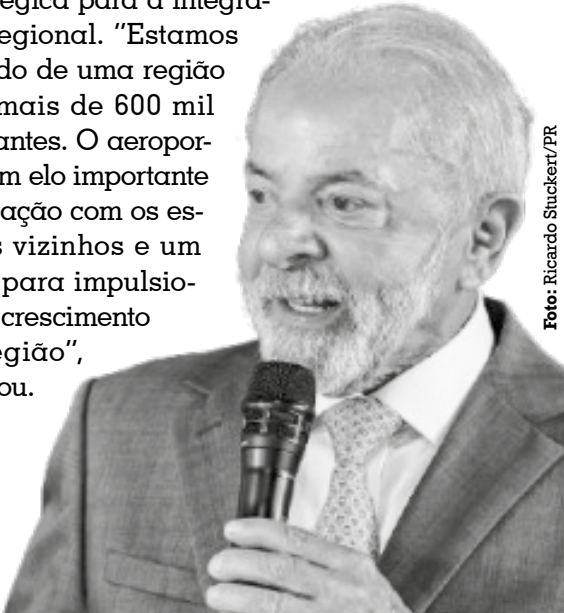 égica para a integra-
egional. “Estamos
do de uma região
mais de 600 mil
antes. O aeropor-
m elo importante
ação com os es-
s vizinhos e um
para impulsio-
crescimento
egião”,
ou.
Foto: Ricardo Stuckert/PR